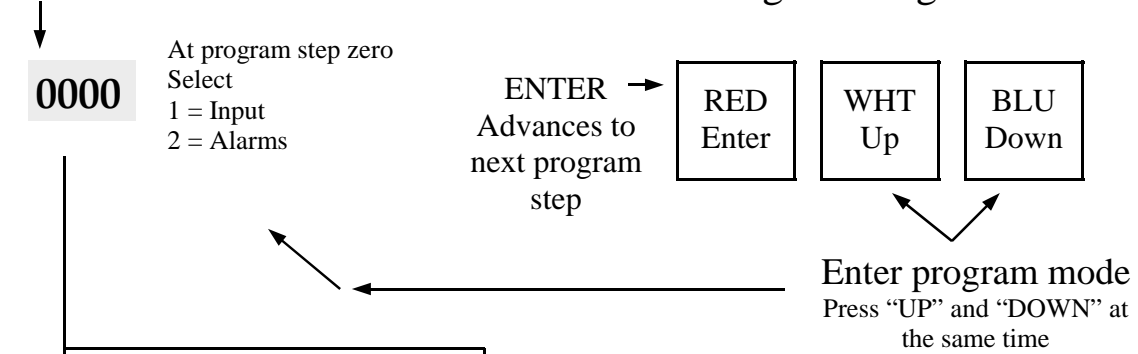 At program step zero
Select
1 = Input
2 = Alarms
0000
ENTER
Advances to
next program
step
RED
Enter
WHT
Up
BLU
Down
Enter program mode
Press “UP” and “DOWN” at
the same time